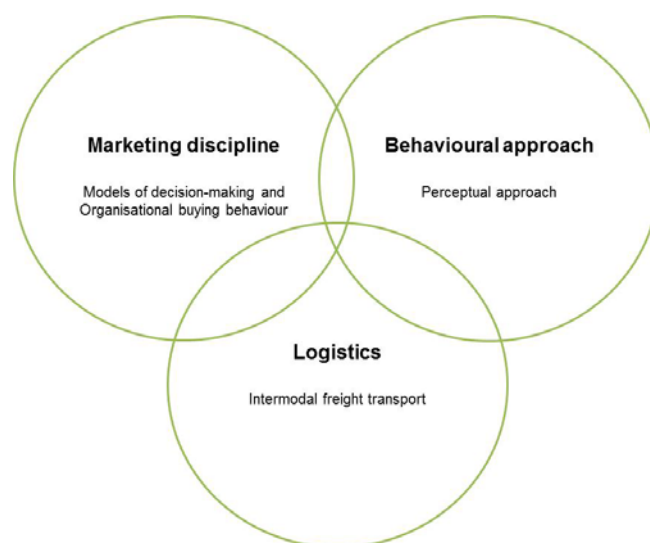 Marketing discipline
Models of decision-making and
Organisational buying behaviour
Behavioural approach
Perceptual approach
Logistics
Intermodal freight transport